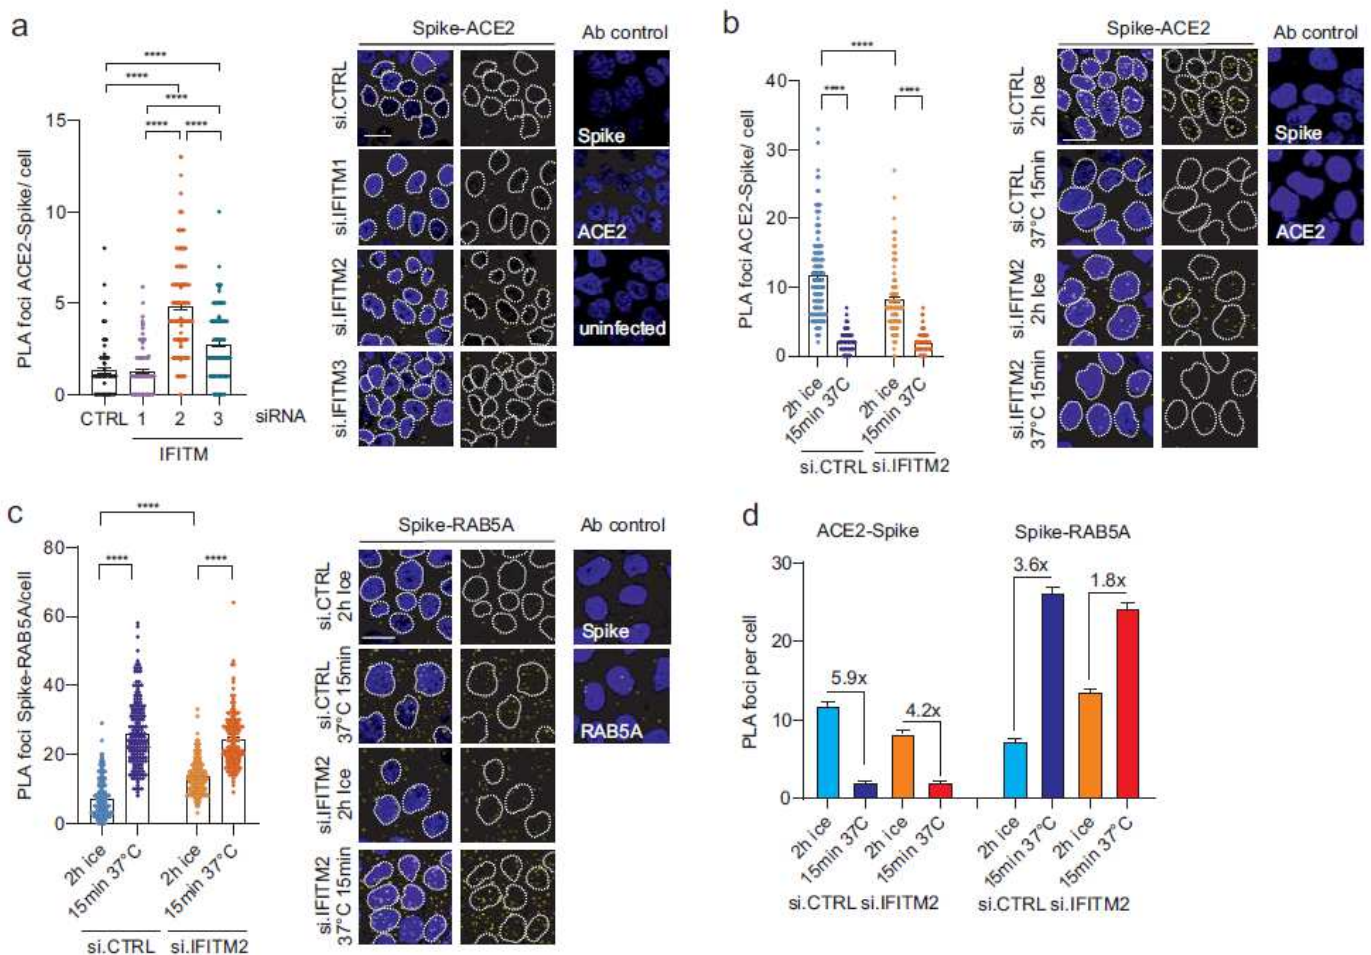 a
Spike-ACE2
Ab control
****
****
****
****
****
****
PLA foci ACE2-Spike/ cell
15
10
5
0
CTRL 1 2 3 siRNA
IFITM
si.CTRL
si.IFITM1
si.IFITM2
si.IFITM3
Spike
ACE2
uninfected
b
Spike-ACE2
Ab control
****
****
****
PLA foci ACE2-Spike/ cell
40
30
20
10
0
2h ice
15min 37C
2h ice
15min 37C
si.CTRL si.IFITM2
si.CTRL
2h Ice
si.CTRL
37°C 15min
si.IFITM2
2h Ice
si.IFITM2
37°C 15min
Spike
ACE2
c
Spike-RAB5A
Ab control
****
****
****
PLA foci Spike-RAB5A/cell
80
60
40
20
0
2h ice
15min 37°C
2h ice
15min 37°C
si.CTRL si.IFITM2
si.CTRL
2h Ice
si.CTRL
37°C 15min
si.IFITM2
2h Ice
si.IFITM2
37°C 15min
Spike
RAB5A
d
ACE2-Spike
Spike-RAB5A
PLA foci per cell
30
20
10
0
5.9x
4.2x
3.6x
1.8x
2h ice
15min 37C
2h ice
15min 37C
2h ice
15min 37°C
2h ice
15min 37°C
si.CTRL si.IFITM2
si.CTRL si.IFITM2